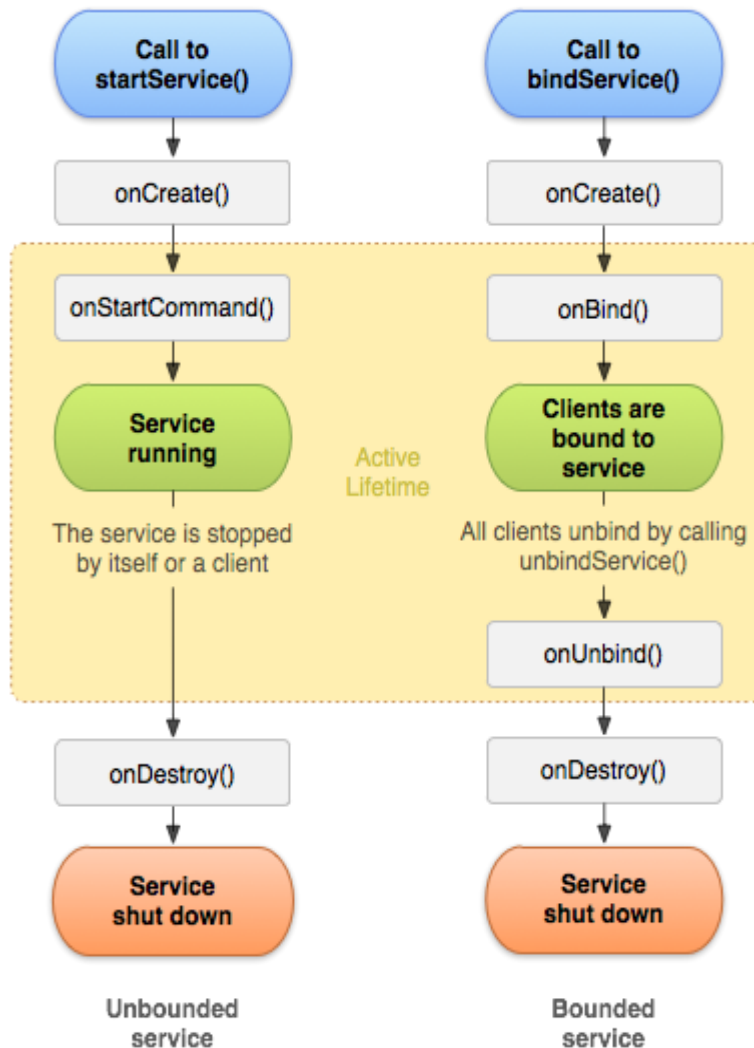 Call to
startService()
onCreate()
onStartCommand()
Service
running
The service is stopped
by itself or a client
onDestroy()
Service
shut down
Unbounded
service
Active
Lifetime
Call to
bindService()
onCreate()
onBind()
Clients are
bound to
service
All clients unbind by calling
unbindService()
onUnbind()
onDestroy()
Service
shut down
Bounded
service